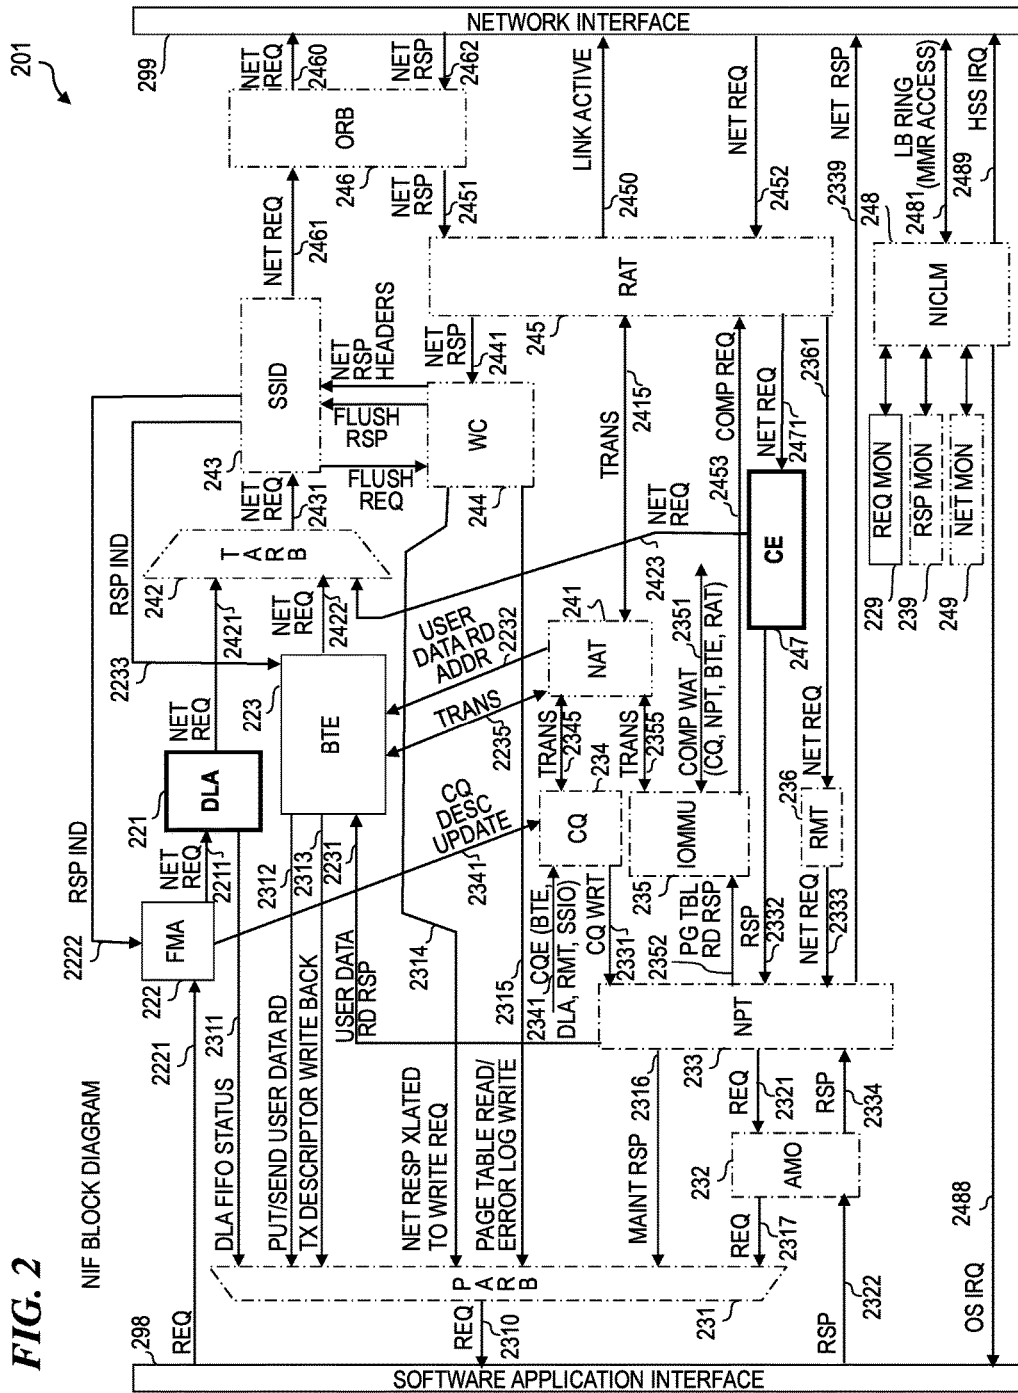 FIG. 2
NIF BLOCK DIAGRAM
201
298
SOFTWARE APPLICATION INTERFACE
299
NETWORK INTERFACE
REQ
2221
222
FMA
2222
RSP IND
NET
REQ
2211
221
DLA
NET
REQ
2421
242
TARB
2233
RSP IND
NET
REQ
2431
243
SSID
NET REQ
2461
246
ORB
NET
REQ
2460
NET
RSP
2462
NET
RSP
2451
DLA FIFO STATUS
2311
PUT/SEND USER DATA RD
2312
TX DESCRIPTOR WRITE BACK
2313
USER DATA
RD RSP
2231
223
BTE
NET
REQ
2422
FLUSH
REQ
FLUSH
RSP
NET
RSP
HEADERS
244
WC
NET
RSP
2441
245
RAT
LINK ACTIVE
2450
NET REQ
2452
NET RESP XLATED
TO WRITE REQ
2314
PAGE TABLE READ/
ERROR LOG WRITE
2315
CQ
DESC
UPDATE
2341
TRANS
2235
USER
DATA RD
ADDR
2232
241
NAT
TRANS
2415
NET
REQ
2423
231
PARB
REQ
2310
2341 CQE (BTE,
DLA, RMT, SSIO)
CQ WRT
2331
234
CQ
TRANS
2345
TRANS
2355
235
IOMMU
COMP WAT
2351
(CQ, NPT, BTE, RAT)
2453
COMP REQ
PG TBL
RD RSP
2352
RSP
2332
247
CE
NET REQ
2471
MAINT RSP
2316
233
NPT
NET REQ
2333
236
RMT
NET REQ
2361
NET RSP
2339
REQ
2317
232
AMO
REQ
2321
RSP
2334
RSP
2322
229
REQ MON
239
RSP MON
249
NET MON
248
NICLM
2481
LB RING
(MMR ACCESS)
2489
HSS IRQ
OS IRQ
2488